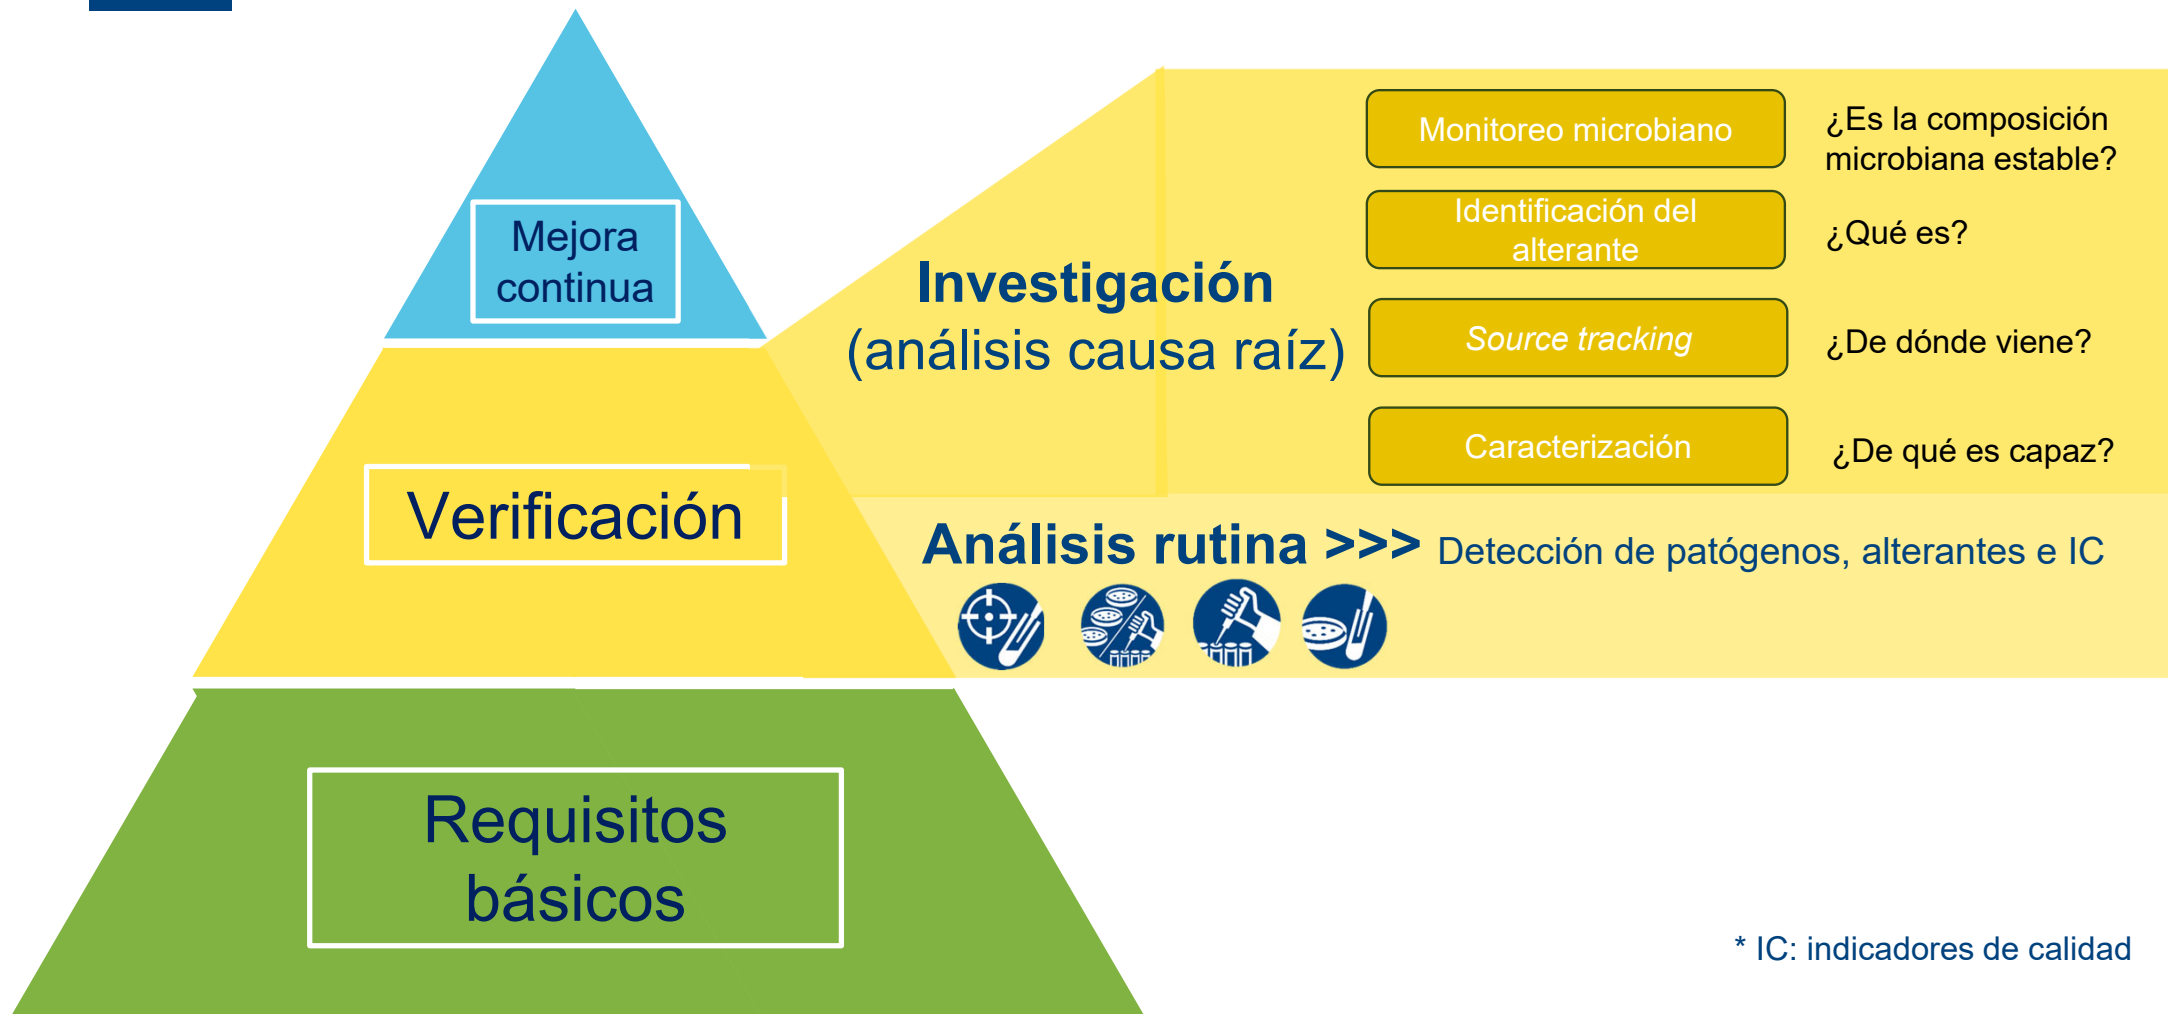 Mejora
continua
Verificación
Requisitos
básicos
Investigación
(análisis causa raíz)
Monitoreo microbiano
¿Es la composición
microbiana estable?
Identificación del
alterante
¿Qué es?
Source tracking
¿De dónde viene?
Caracterización
¿De qué es capaz?
Análisis rutina >>> Detección de patógenos, alterantes e IC
* IC: indicadores de calidad